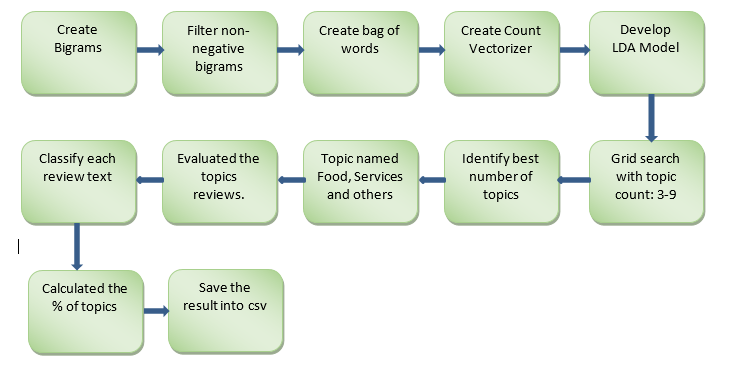 Create
Bigrams
Filter non-
negative
bigrams
Create bag of
words
Create Count
Vectorizer
Develop
LDA Model
Classify each
review text
Evaluated the
topics
reviews.
Topic named
Food, Services
and others
Identify best
number of
topics
Grid search
with topic
count: 3-9
Calculated the
% of topics
Save the
result into csv